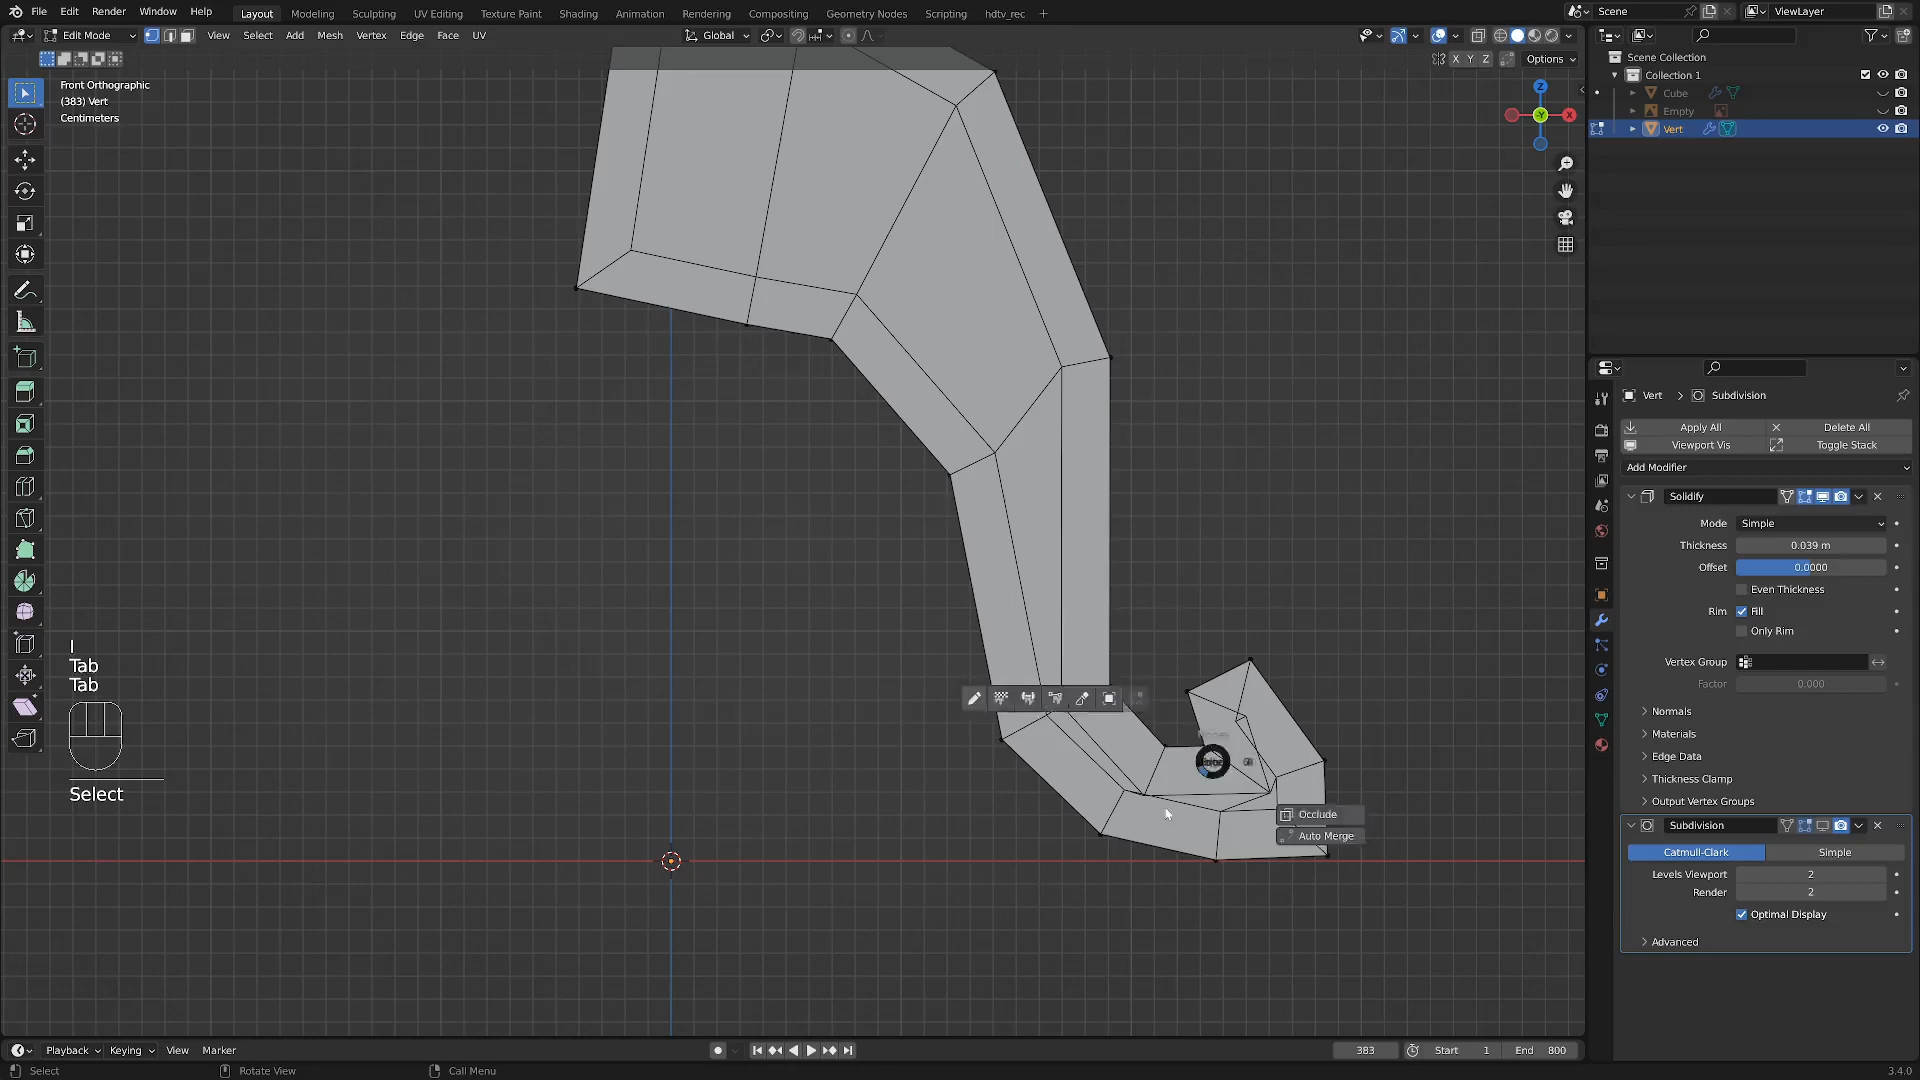 File Edit Render Window Help Layout Modeling Sculpting UV Editing Texture Paint Shading Animation Rendering Compositing Geometry Nodes Scripting hdtv_rec + Scene ViewLayer
Edit Mode View Select Add Mesh Vertex Edge Face UV Global
X Y Z Options
Front Orthographic
(383) Vert
Centimeters
Z
Y
X
I
Tab
Tab
Select
Occlude
Auto Merge
Scene Collection
Collection 1
Cube
Empty
Vert
Vert > Subdivision
Apply All Delete All
Viewport Vis Toggle Stack
Add Modifier
Solidify
Mode Simple
Thickness 0.039 m
Offset 0.0000
Even Thickness
Rim Fill
Only Rim
Vertex Group
Factor 0.000
Normals
Materials
Edge Data
Thickness Clamp
Output Vertex Groups
Subdivision
Catmull-Clark Simple
Levels Viewport 2
Render 2
Optimal Display
Advanced
Playback Keying View Marker 383 Start 1 End 800
Select Rotate View Call Menu 3.4.0